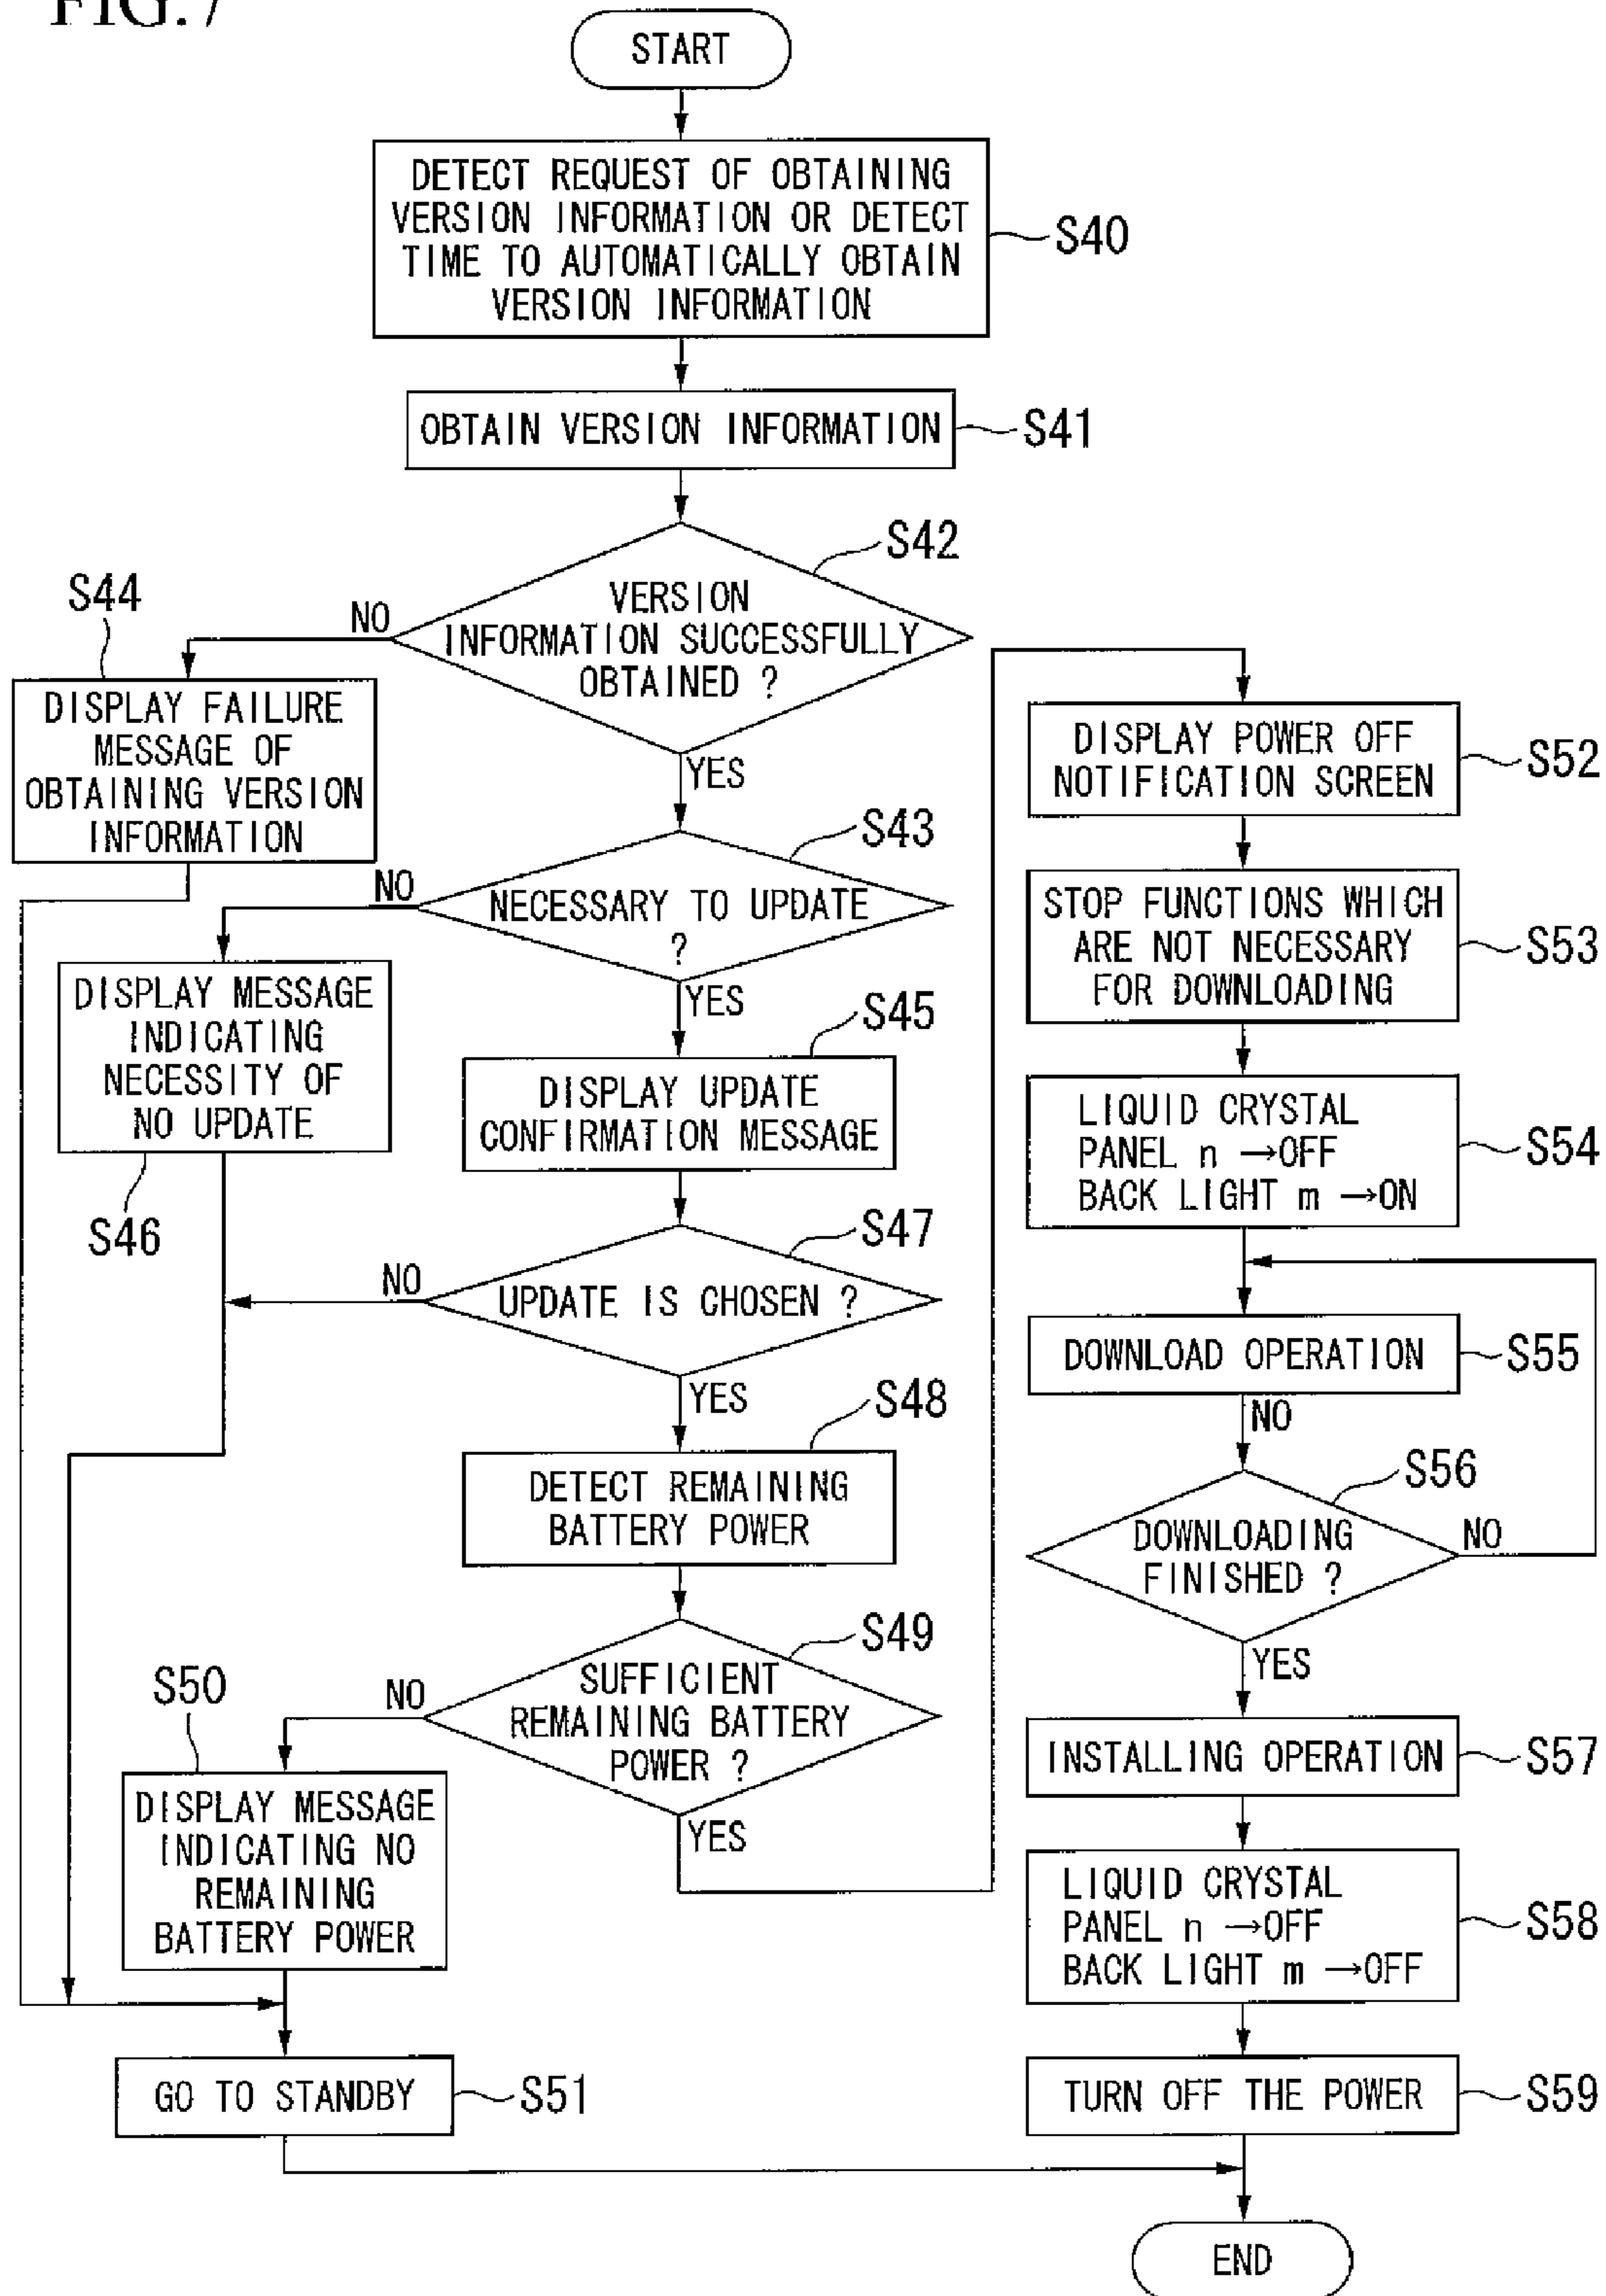 FIG. 7
START
DETECT REQUEST OF OBTAINING
VERSION INFORMATION OR DETECT
TIME TO AUTOMATICALLY OBTAIN
VERSION INFORMATION
S40
OBTAIN VERSION INFORMATION
S41
S42
VERSION
INFORMATION SUCCESSFULLY
OBTAINED ?
NO
YES
S44
DISPLAY FAILURE
MESSAGE OF
OBTAINING VERSION
INFORMATION
S43
NECESSARY TO UPDATE
?
NO
YES
DISPLAY MESSAGE
INDICATING
NECESSITY OF
NO UPDATE
S46
S45
DISPLAY UPDATE
CONFIRMATION MESSAGE
S47
UPDATE IS CHOSEN ?
NO
YES
S48
DETECT REMAINING
BATTERY POWER
S49
SUFFICIENT
REMAINING BATTERY
POWER ?
NO
YES
S50
DISPLAY MESSAGE
INDICATING NO
REMAINING
BATTERY POWER
GO TO STANDBY
S51
DISPLAY POWER OFF
NOTIFICATION SCREEN
S52
STOP FUNCTIONS WHICH
ARE NOT NECESSARY
FOR DOWNLOADING
S53
LIQUID CRYSTAL
PANEL n →OFF
BACK LIGHT m →ON
S54
DOWNLOAD OPERATION
S55
NO
S56
DOWNLOADING
FINISHED ?
NO
YES
INSTALLING OPERATION
S57
LIQUID CRYSTAL
PANEL n →OFF
BACK LIGHT m →OFF
S58
TURN OFF THE POWER
S59
END